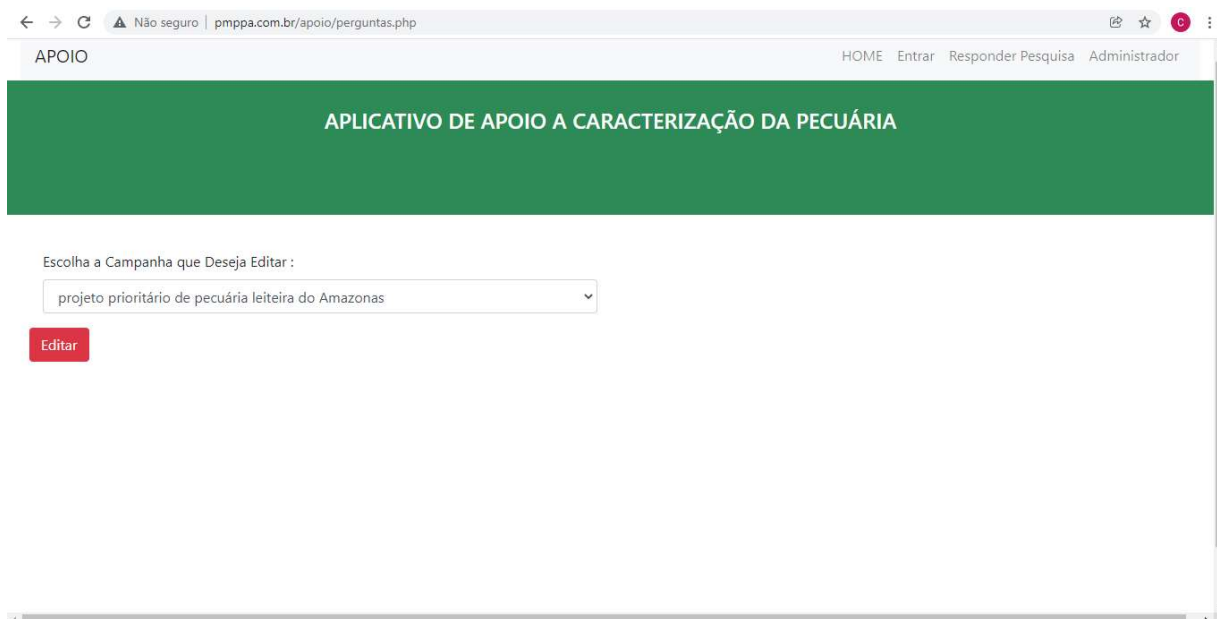 Não seguro | pmppa.com.br/apoio/perguntas.php C
APOIO HOME Entrar Responder Pesquisa Administrador
APLICATIVO DE APOIO A CARACTERIZAÇÃO DA PECUÁRIA
Escolha a Campanha que Deseja Editar :
projeto prioritário de pecuária leiteira do Amazonas
Editar